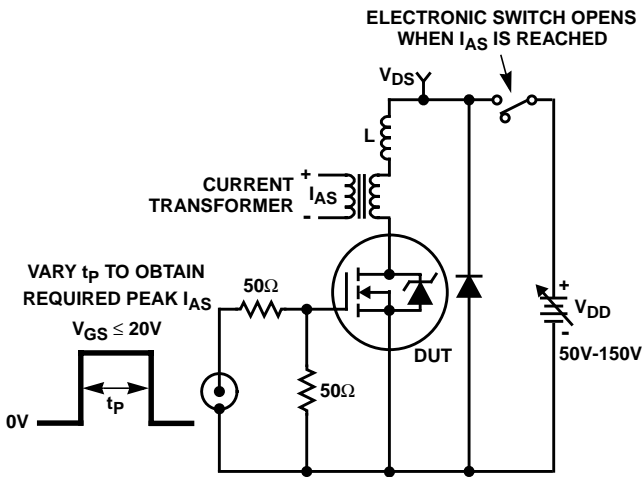 ELECTRONIC SWITCH OPENS
WHEN IAS IS REACHED
VDS
L
+
CURRENT
TRANSFORMER
IAS
-
VARY tP TO OBTAIN
REQUIRED PEAK IAS
50Ω
VGS ≤ 20V
DUT
+
VDD
-
50V-150V
50Ω
0V
tP